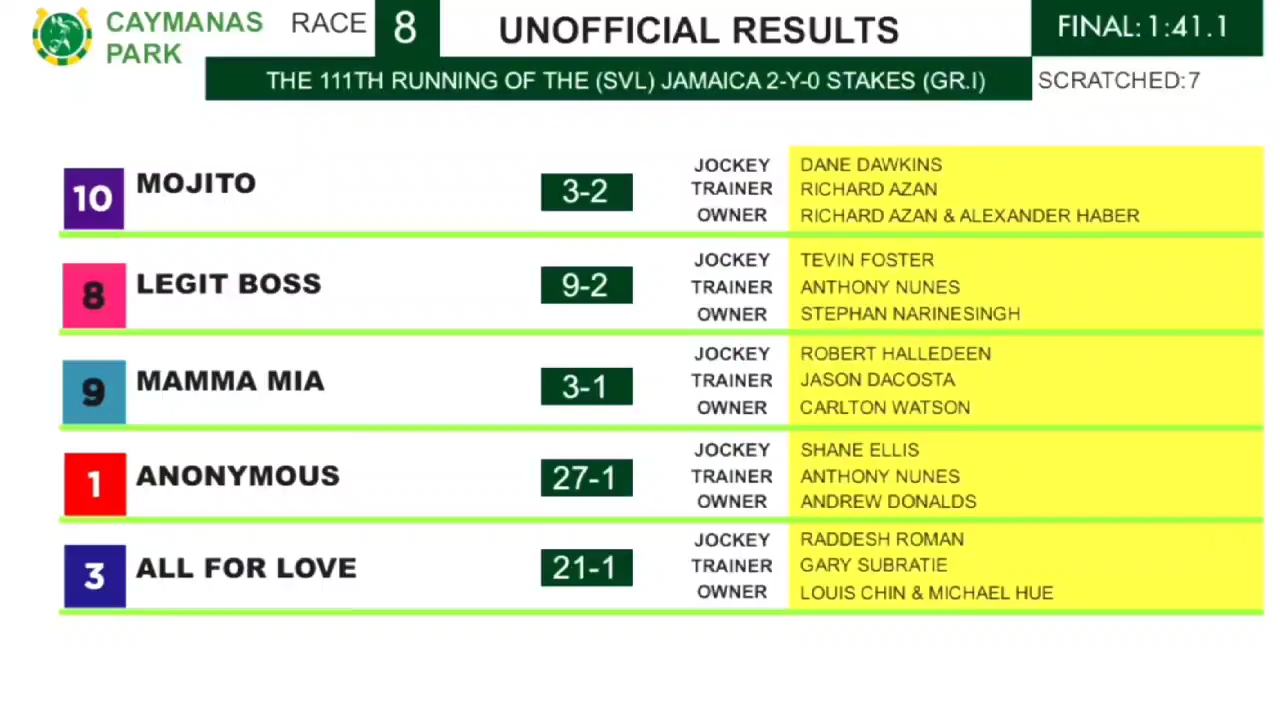 CAYMANAS PARK
RACE 8
UNOFFICIAL RESULTS
FINAL: 1:41.1
THE 111TH RUNNING OF THE (SVL) JAMAICA 2-Y-0 STAKES (GR.I)
SCRATCHED:7
10 MOJITO 3-2
JOCKEY DANE DAWKINS
TRAINER RICHARD AZAN
OWNER RICHARD AZAN & ALEXANDER HABER
8 LEGIT BOSS 9-2
JOCKEY TEVIN FOSTER
TRAINER ANTHONY NUNES
OWNER STEPHAN NARINESINGH
9 MAMMA MIA 3-1
JOCKEY ROBERT HALLEDEEN
TRAINER JASON DACOSTA
OWNER CARLTON WATSON
1 ANONYMOUS 27-1
JOCKEY SHANE ELLIS
TRAINER ANTHONY NUNES
OWNER ANDREW DONALDS
3 ALL FOR LOVE 21-1
JOCKEY RADDESH ROMAN
TRAINER GARY SUBRATIE
OWNER LOUIS CHIN & MICHAEL HUE